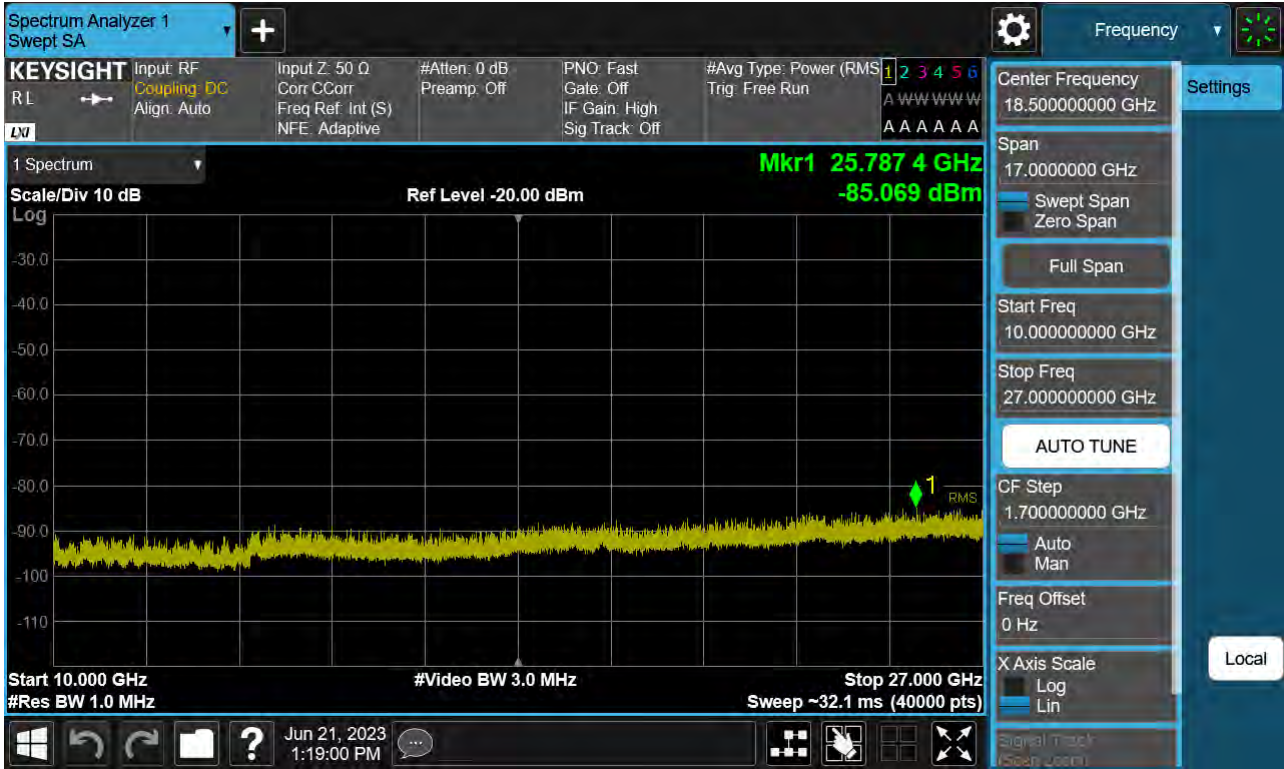 Spectrum Analyzer 1
Swept SA
+
Frequency
KEYSIGHT
R L
LXI
Input: RF
Coupling: DC
Align: Auto
Input Z: 50 Ω
Corr CCorr
Freq Ref: Int (S)
NFE: Adaptive
#Atten: 0 dB
Preamp: Off
PNO: Fast
Gate: Off
IF Gain: High
Sig Track: Off
#Avg Type: Power (RMS
Trig: Free Run
1 2 3 4 5 6
A W W W W W
A A A A A A
1 Spectrum
Scale/Div 10 dB
Ref Level -20.00 dBm
Mkr1 25.787 4 GHz
-85.069 dBm
Log
-30.0
-40.0
-50.0
-60.0
-70.0
-80.0
-90.0
-100
-110
1
RMS
Start 10.000 GHz
#Res BW 1.0 MHz
#Video BW 3.0 MHz
Stop 27.000 GHz
Sweep ~32.1 ms (40000 pts)
Center Frequency
18.500000000 GHz
Span
17.0000000 GHz
Swept Span
Zero Span
Full Span
Start Freq
10.000000000 GHz
Stop Freq
27.000000000 GHz
AUTO TUNE
CF Step
1.700000000 GHz
Auto
Man
Freq Offset
0 Hz
X Axis Scale
Log
Lin
Signal Track
(Span Zoom)
Settings
Local
?
Jun 21, 2023
1:19:00 PM